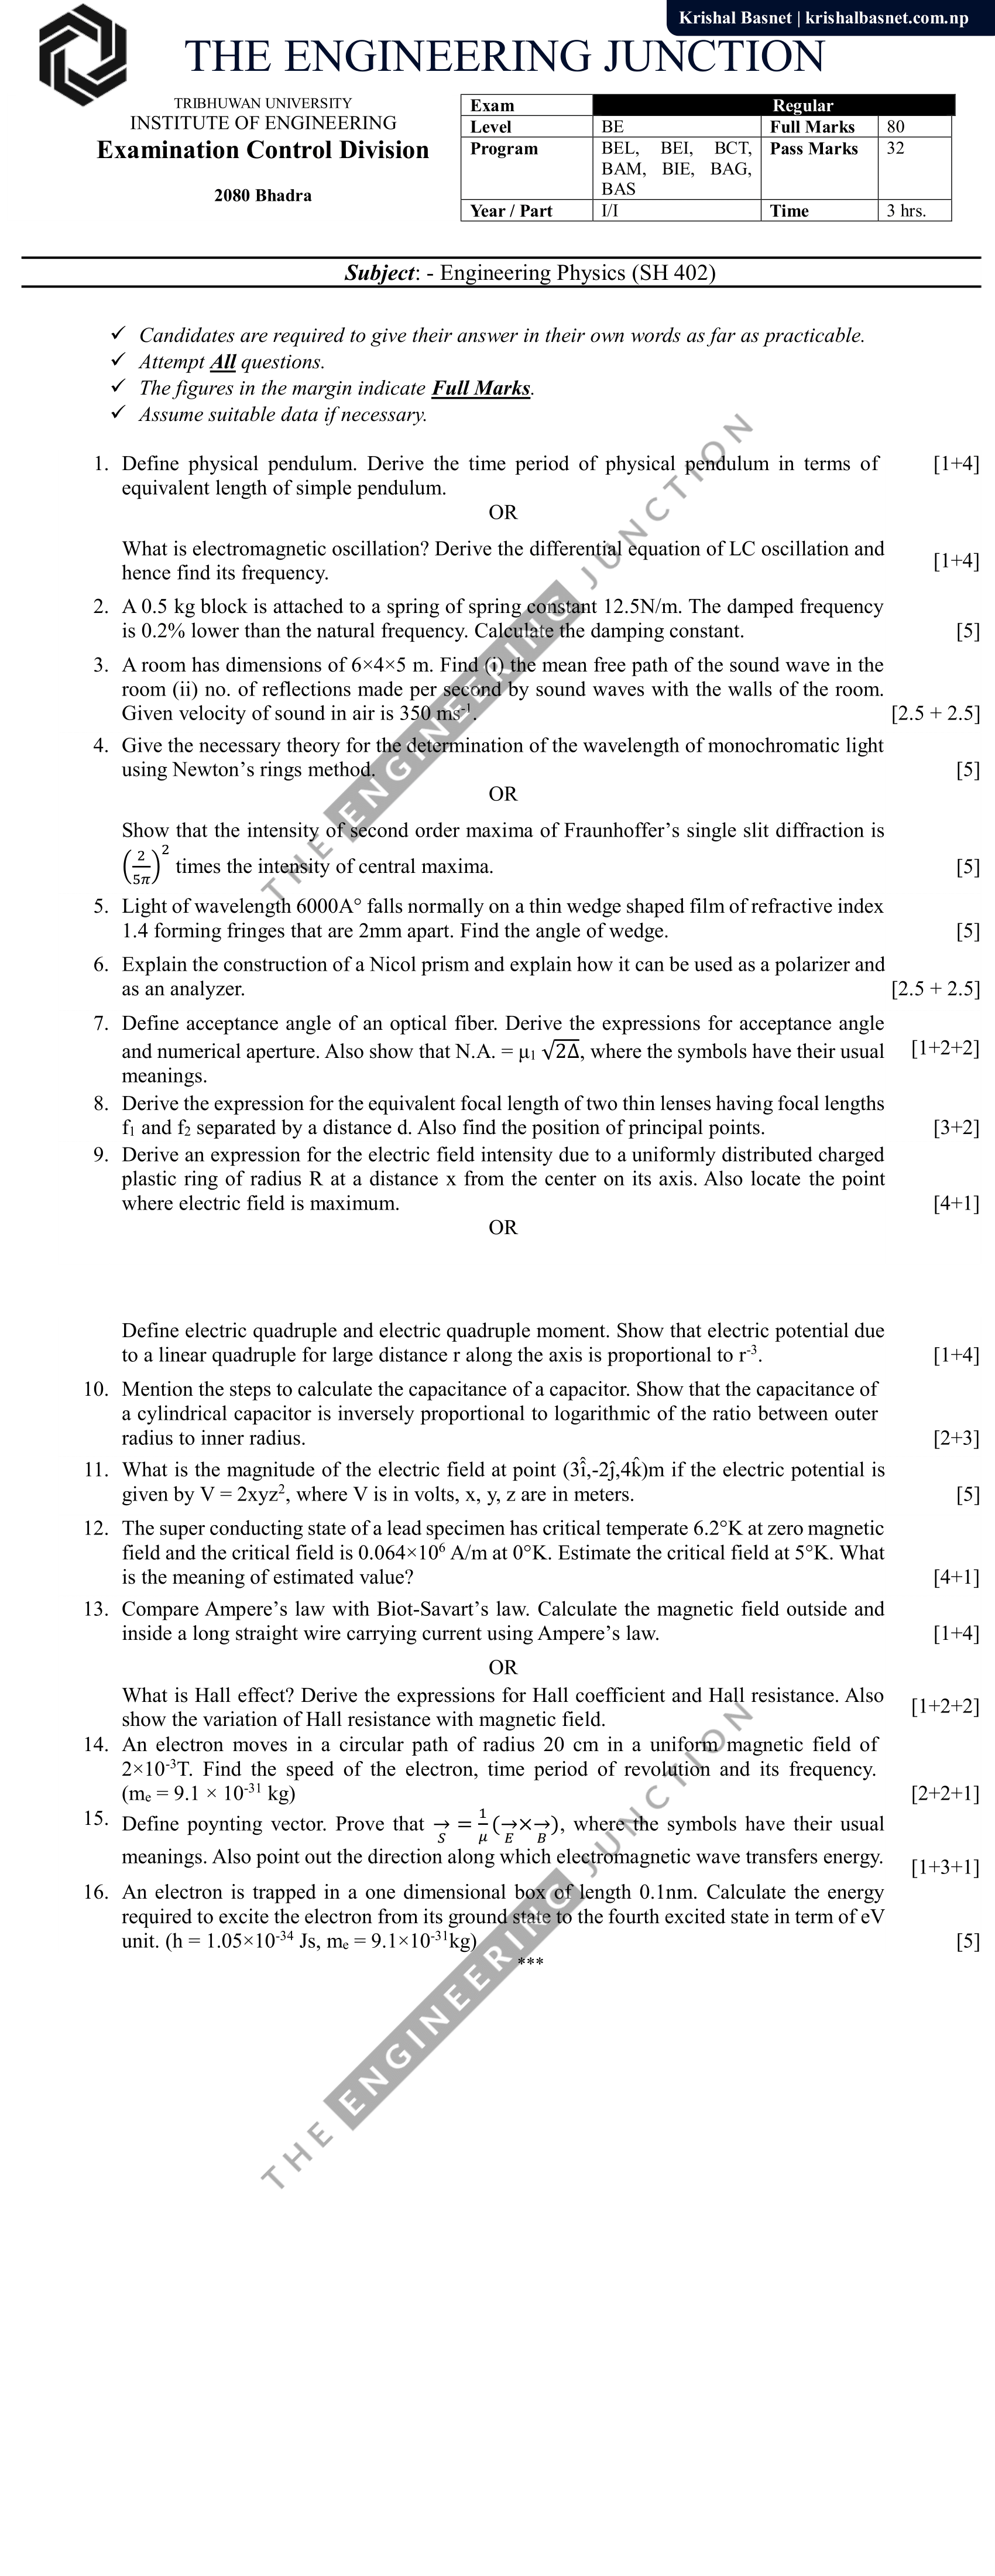 Krishal Basnet | krishalbasnet.com.np
THE ENGINEERING JUNCTION
TRIBHUWAN UNIVERSITY
INSTITUTE OF ENGINEERING
Examination Control Division
2080 Bhadra
Exam Regular
Level BE Full Marks 80
Program BEL, BEI, BCT, Pass Marks 32
BAM, BIE, BAG,
BAS
Year / Part I/I Time 3 hrs.
Subject: - Engineering Physics (SH 402)
✓ Candidates are required to give their answer in their own words as far as practicable.
✓ Attempt All questions.
✓ The figures in the margin indicate Full Marks.
✓ Assume suitable data if necessary.
1. Define physical pendulum. Derive the time period of physical pendulum in terms of [1+4]
equivalent length of simple pendulum.
OR
What is electromagnetic oscillation? Derive the differential equation of LC oscillation and
hence find its frequency. [1+4]
2. A 0.5 kg block is attached to a spring of spring constant 12.5N/m. The damped frequency
is 0.2% lower than the natural frequency. Calculate the damping constant. [5]
3. A room has dimensions of 6×4×5 m. Find (i) the mean free path of the sound wave in the
room (ii) no. of reflections made per second by sound waves with the walls of the room.
Given velocity of sound in air is 350 ms⁻¹. [2.5 + 2.5]
4. Give the necessary theory for the determination of the wavelength of monochromatic light
using Newton’s rings method. [5]
OR
Show that the intensity of second order maxima of Fraunhoffer’s single slit diffraction is
(2/5π)² times the intensity of central maxima. [5]
5. Light of wavelength 6000A° falls normally on a thin wedge shaped film of refractive index
1.4 forming fringes that are 2mm apart. Find the angle of wedge. [5]
6. Explain the construction of a Nicol prism and explain how it can be used as a polarizer and
as an analyzer. [2.5 + 2.5]
7. Define acceptance angle of an optical fiber. Derive the expressions for acceptance angle
and numerical aperture. Also show that N.A. = μ₁ √2Δ, where the symbols have their usual [1+2+2]
meanings.
8. Derive the expression for the equivalent focal length of two thin lenses having focal lengths
f₁ and f₂ separated by a distance d. Also find the position of principal points. [3+2]
9. Derive an expression for the electric field intensity due to a uniformly distributed charged
plastic ring of radius R at a distance x from the center on its axis. Also locate the point
where electric field is maximum. [4+1]
OR
Define electric quadruple and electric quadruple moment. Show that electric potential due
to a linear quadruple for large distance r along the axis is proportional to r⁻³. [1+4]
10. Mention the steps to calculate the capacitance of a capacitor. Show that the capacitance of
a cylindrical capacitor is inversely proportional to logarithmic of the ratio between outer
radius to inner radius. [2+3]
11. What is the magnitude of the electric field at point (3î,-2ĵ,4k̂)m if the electric potential is
given by V = 2xyz², where V is in volts, x, y, z are in meters. [5]
12. The super conducting state of a lead specimen has critical temperate 6.2°K at zero magnetic
field and the critical field is 0.064×10⁶ A/m at 0°K. Estimate the critical field at 5°K. What
is the meaning of estimated value? [4+1]
13. Compare Ampere’s law with Biot-Savart’s law. Calculate the magnetic field outside and
inside a long straight wire carrying current using Ampere’s law. [1+4]
OR
What is Hall effect? Derive the expressions for Hall coefficient and Hall resistance. Also
show the variation of Hall resistance with magnetic field. [1+2+2]
14. An electron moves in a circular path of radius 20 cm in a uniform magnetic field of
2×10⁻³T. Find the speed of the electron, time period of revolution and its frequency.
(mₑ = 9.1 × 10⁻³¹ kg) [2+2+1]
15. Define poynting vector. Prove that →S = 1/μ (→E×→B), where the symbols have their usual
meanings. Also point out the direction along which electromagnetic wave transfers energy. [1+3+1]
16. An electron is trapped in a one dimensional box of length 0.1nm. Calculate the energy
required to excite the electron from its ground state to the fourth excited state in term of eV
unit. (h = 1.05×10⁻³⁴ Js, mₑ = 9.1×10⁻³¹kg) [5]
***
THE ENGINEERING JUNCTION
THE ENGINEERING JUNCTION